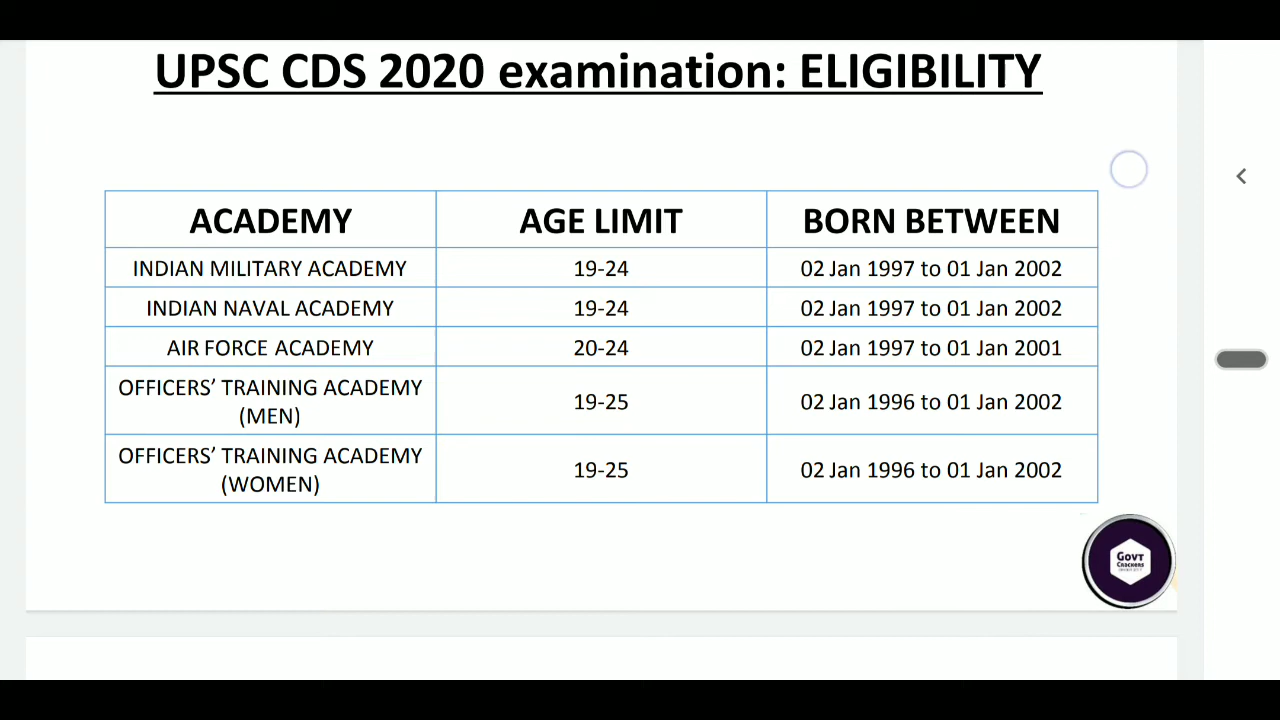 UPSC CDS 2020 examination: ELIGIBILITY
ACADEMY AGE LIMIT BORN BETWEEN
INDIAN MILITARY ACADEMY 19-24 02 Jan 1997 to 01 Jan 2002
INDIAN NAVAL ACADEMY 19-24 02 Jan 1997 to 01 Jan 2002
AIR FORCE ACADEMY 20-24 02 Jan 1997 to 01 Jan 2001
OFFICERS' TRAINING ACADEMY
(MEN) 19-25 02 Jan 1996 to 01 Jan 2002
OFFICERS' TRAINING ACADEMY
(WOMEN) 19-25 02 Jan 1996 to 01 Jan 2002
GOVT
CRACKERS